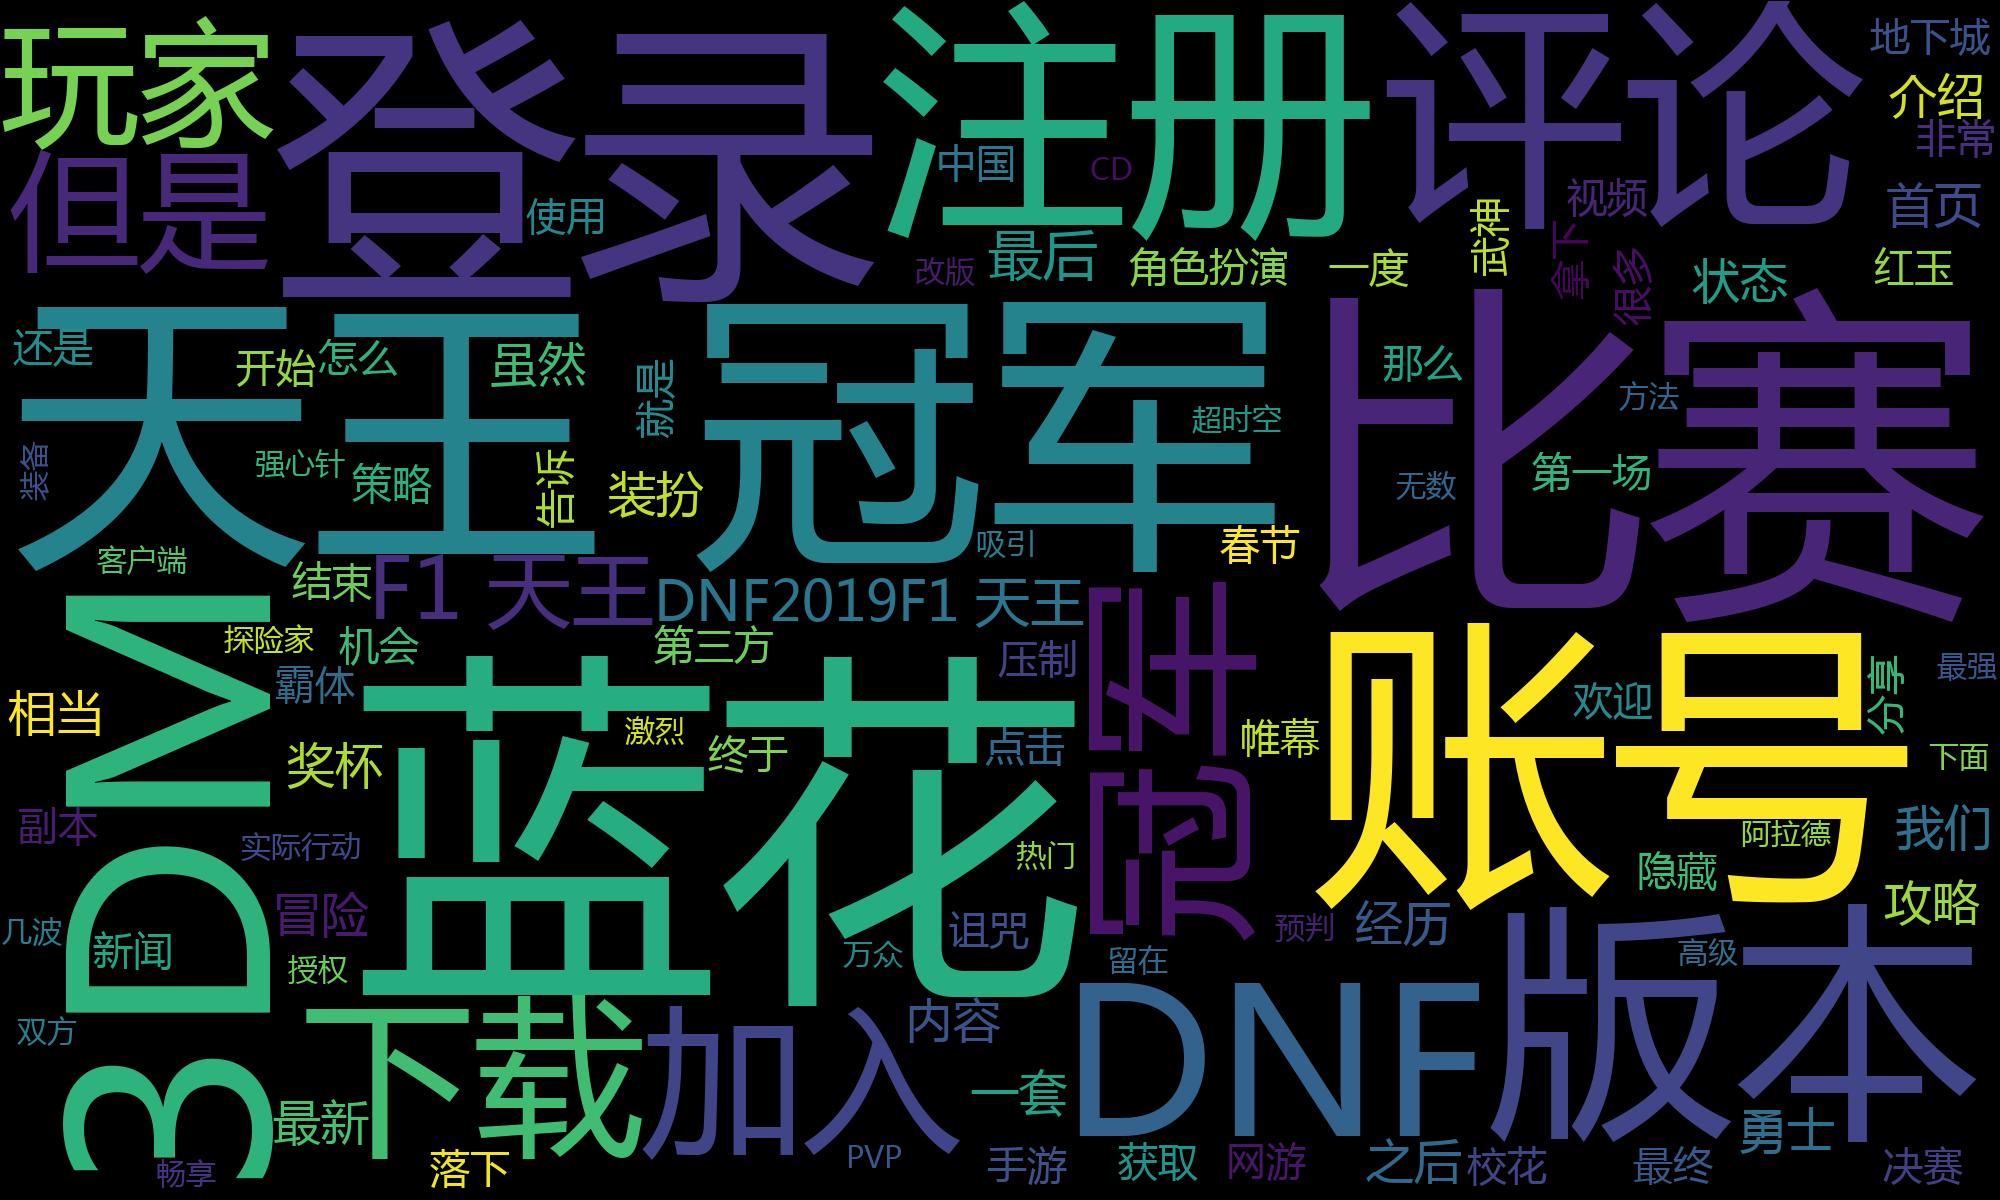 玩家
登录
注册
评论
地下城
介绍
非常
但是
使用
中国
CD
视频
首页
武神
拿下
很多
改版
最后
角色扮演
一度
状态
红玉
天王
冠军
比赛
还是
开始
怎么
虽然
就是
超时空
那么
方法
装备
强心针
策略
告诉
装扮
无数
第一场
吸引
春节
客户端
结束
F1 天王
DNF2019F1 天王
3DM
探险家
机会
第三方
压制
冠军
账号
霸体
蓝花
欢迎
分享
最强
相当
激烈
终于
点击
帷幕
下面
奖杯
副本
实际行动
热门
阿拉德
我们
隐藏
攻略
冒险
几波
新闻
授权
诅咒
万众
留在
预判
经历
高级
版本
双方
下载
加入
内容
DNF
一套
最新
畅享
落下
PVP
手游
获取
网游
之后
校花
最终
勇士
决赛